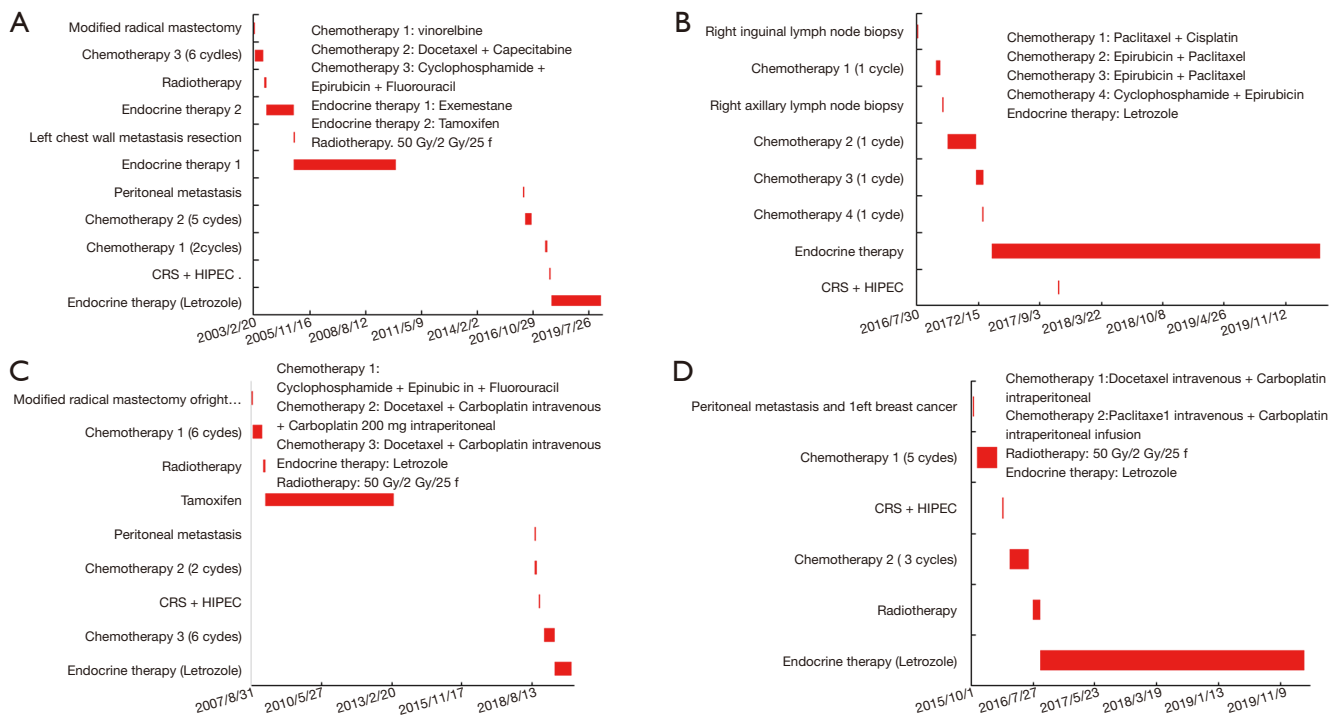 A
Modified radical mastectomy
Chemotherapy 3 (6 cydles)
Radiotherapy
Endocrine therapy 2
Left chest wall metastasis resection
Endocrine therapy 1
Peritoneal metastasis
Chemotherapy 2 (5 cydes)
Chemotherapy 1 (2cycles)
CRS + HIPEC .
Endocrine therapy (Letrozole)
Chemotherapy 1: vinorelbine
Chemotherapy 2: Docetaxel + Capecitabine
Chemotherapy 3: Cyclophosphamide +
Epirubicin + Fluorouracil
Endocrine therapy 1: Exemestane
Endocrine therapy 2: Tamoxifen
Radiotherapy. 50 Gy/2 Gy/25 f
2003/2/20
2005/11/16
2008/8/12
2011/5/9
2014/2/2
2016/10/29
2019/7/26
B
Right inguinal lymph node biopsy
Chemotherapy 1 (1 cycle)
Right axillary lymph node biopsy
Chemotherapy 2 (1 cyde)
Chemotherapy 3 (1 cyde)
Chemotherapy 4 (1 cyde)
Endocrine therapy
CRS + HIPEC
Chemotherapy 1: Paclitaxel + Cisplatin
Chemotherapy 2: Epirubicin + Paclitaxel
Chemotherapy 3: Epirubicin + Paclitaxel
Chemotherapy 4: Cyclophosphamide + Epirubicin
Endocrine therapy: Letrozole
2016/7/30
20172/15
2017/9/3
2018/3/22
2018/10/8
2019/4/26
2019/11/12
C
Modified radical mastectomy ofright…
Chemotherapy 1 (6 cydes)
Radiotherapy
Tamoxifen
Peritoneal metastasis
Chemotherapy 2 (2 cydes)
CRS + HIPEC
Chemotherapy 3 (6 cydes)
Endocrine therapy (Letrozole)
Chemotherapy 1:
Cyclophosphamide + Epinubic in + Fluorouracil
Chemotherapy 2: Docetaxel + Carboplatin intravenous
+ Carboplatin 200 mg intraperitoneal
Chemotherapy 3: Docetaxel + Carboplatin intravenous
Endocrine therapy: Letrozole
Radiotherapy: 50 Gy/2 Gy/25 f
2007/8/31
2010/5/27
2013/2/20
2015/11/17
2018/8/13
D
Peritoneal metastasis and 1eft breast cancer
Chemotherapy 1 (5 cydes)
CRS + HIPEC
Chemotherapy 2 ( 3 cycles)
Radiotherapy
Endocrine therapy (Letrozole)
Chemotherapy 1:Docetaxel intravenous + Carboplatin
intraperitoneal
Chemotherapy 2:Paclitaxe1 intravenous + Carboplatin
intraperitoneal infusion
Radiotherapy: 50 Gy/2 Gy/25 f
Endocrine therapy: Letrozole
2015/10/1
2016/7/27
2017/5/23
2018/3/19
2019/1/13
2019/11/9